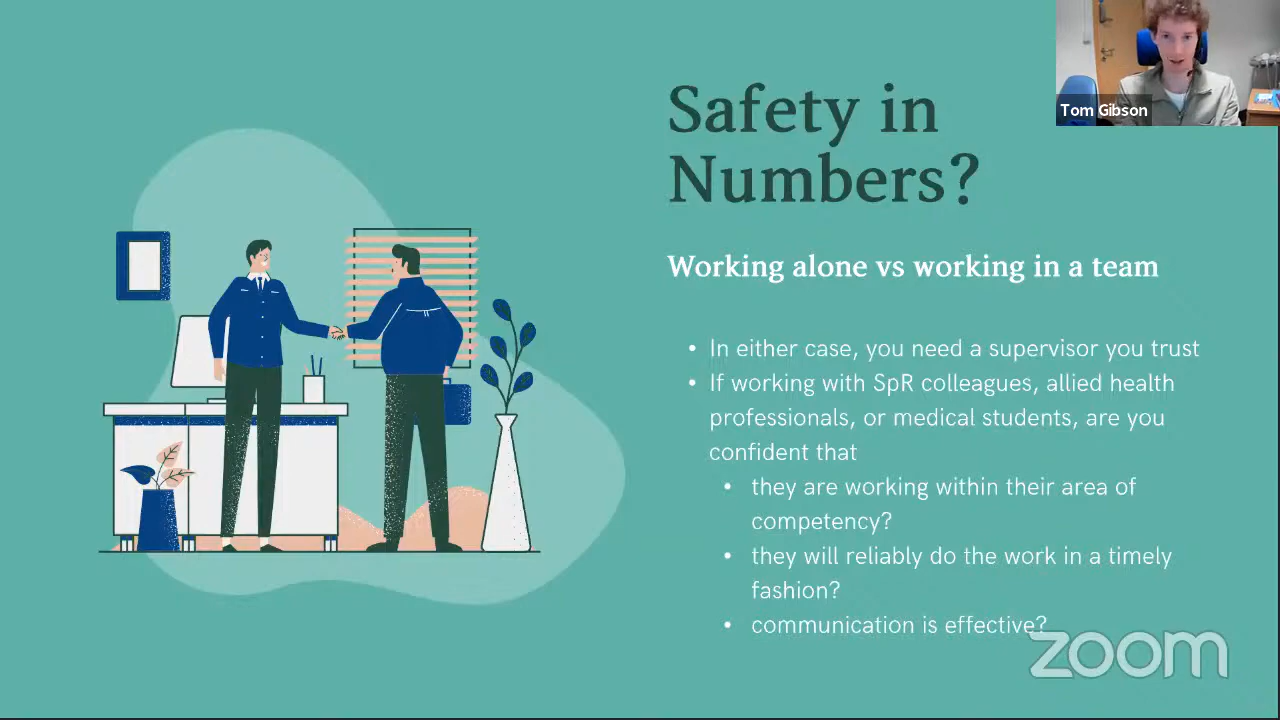 Safety in
Numbers?
Tom Gibson
Working alone vs working in a team
• In either case, you need a supervisor you trust
• If working with SpR colleagues, allied health
professionals, or medical students, are you
confident that
• they are working within their area of
competency?
• they will reliably do the work in a timely
fashion?
• communication is effective?
zoom